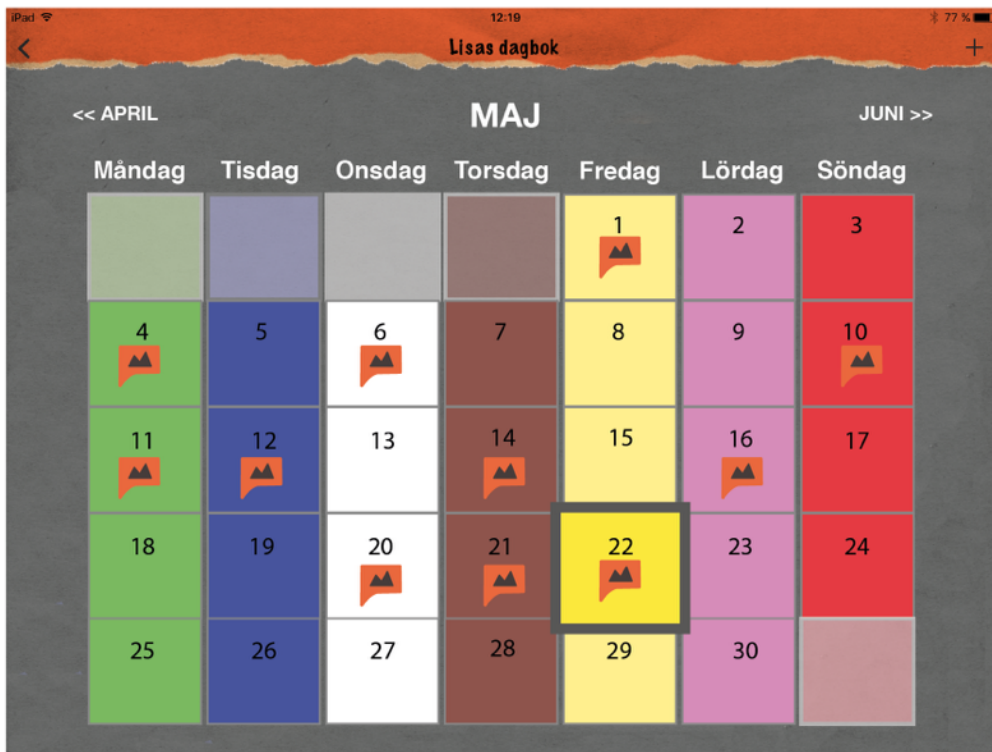 iPad 12:19 77 %
Lisas dagbok
<< APRIL MAJ JUNI >>
Måndag Tisdag Onsdag Torsdag Fredag Lördag Söndag
1 2 3
4 5 6 7 8 9 10
11 12 13 14 15 16 17
18 19 20 21 22 23 24
25 26 27 28 29 30